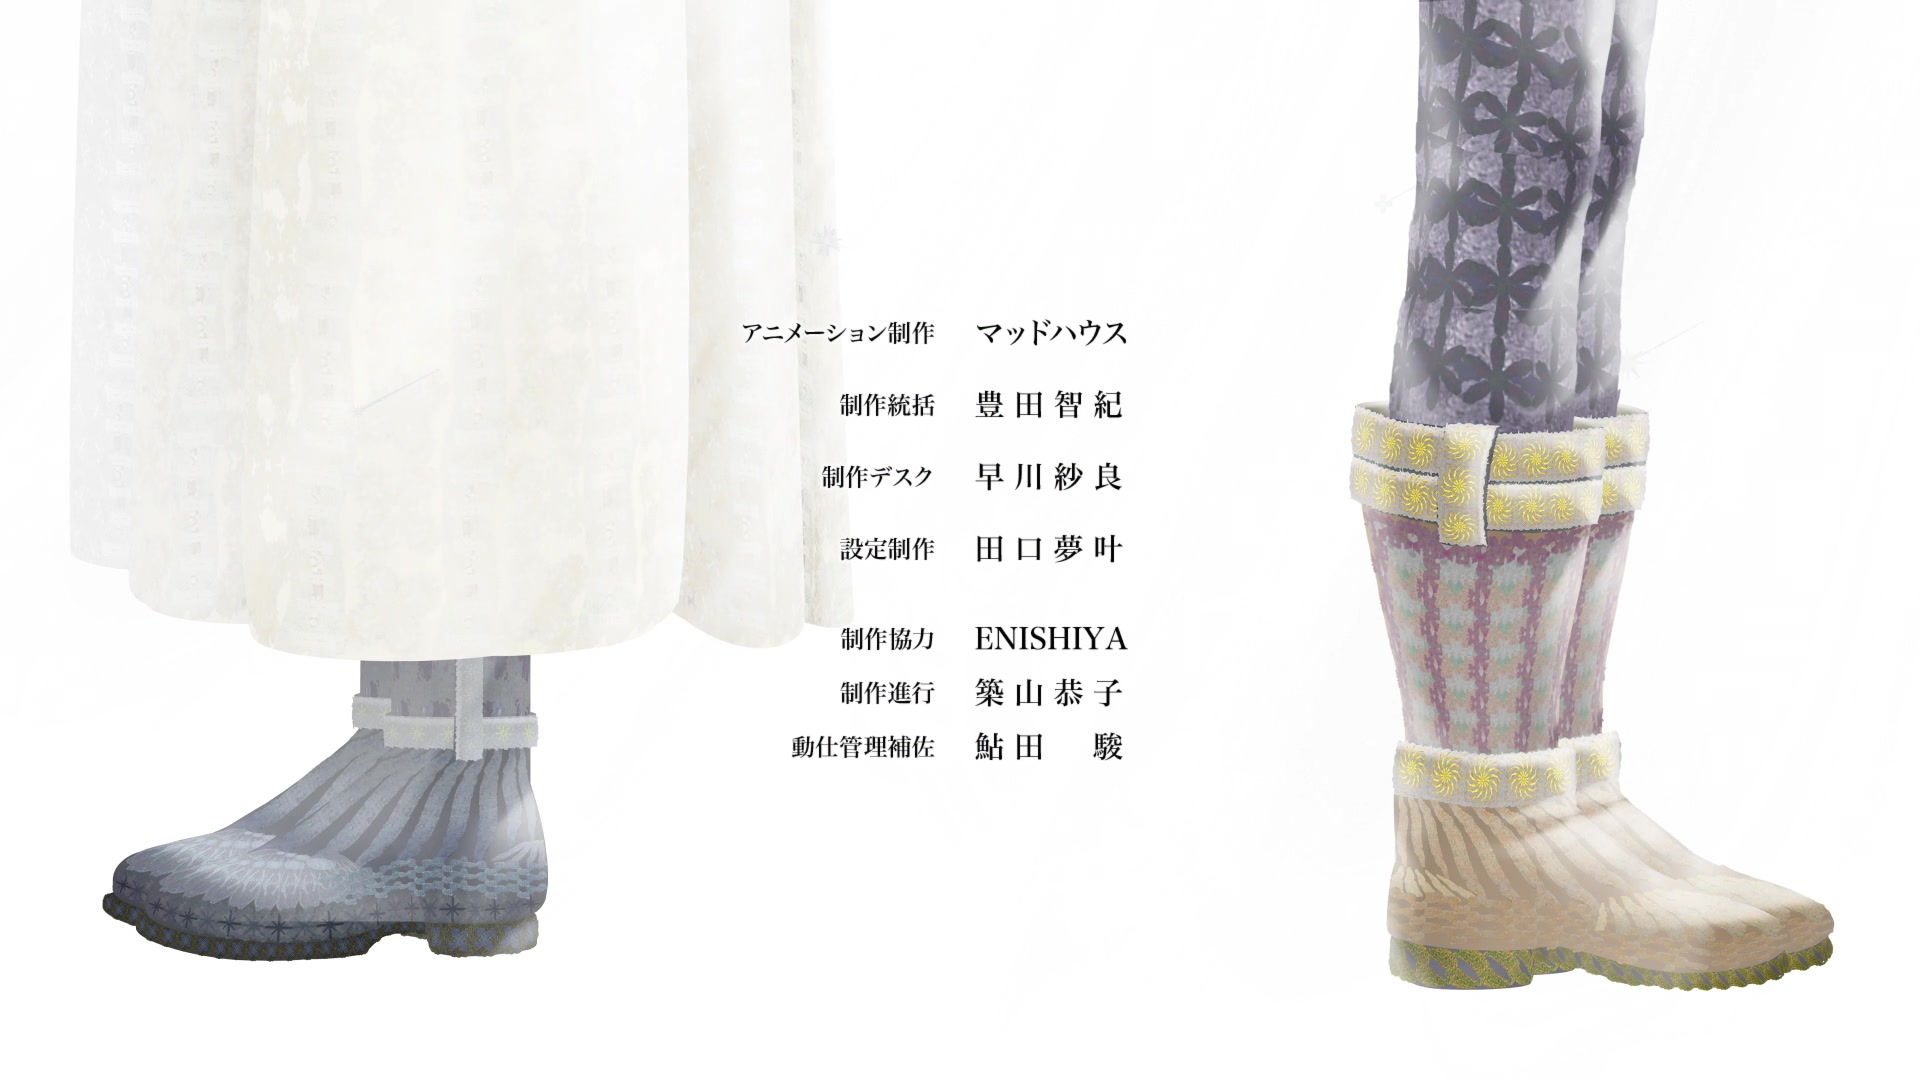 アニメーション制作 マッドハウス
制作統括 豊田智紀
制作デスク 早川紗良
設定制作 田口夢叶
制作協力 ENISHIYA
制作進行 築山恭子
動仕管理補佐 鮎田 駿